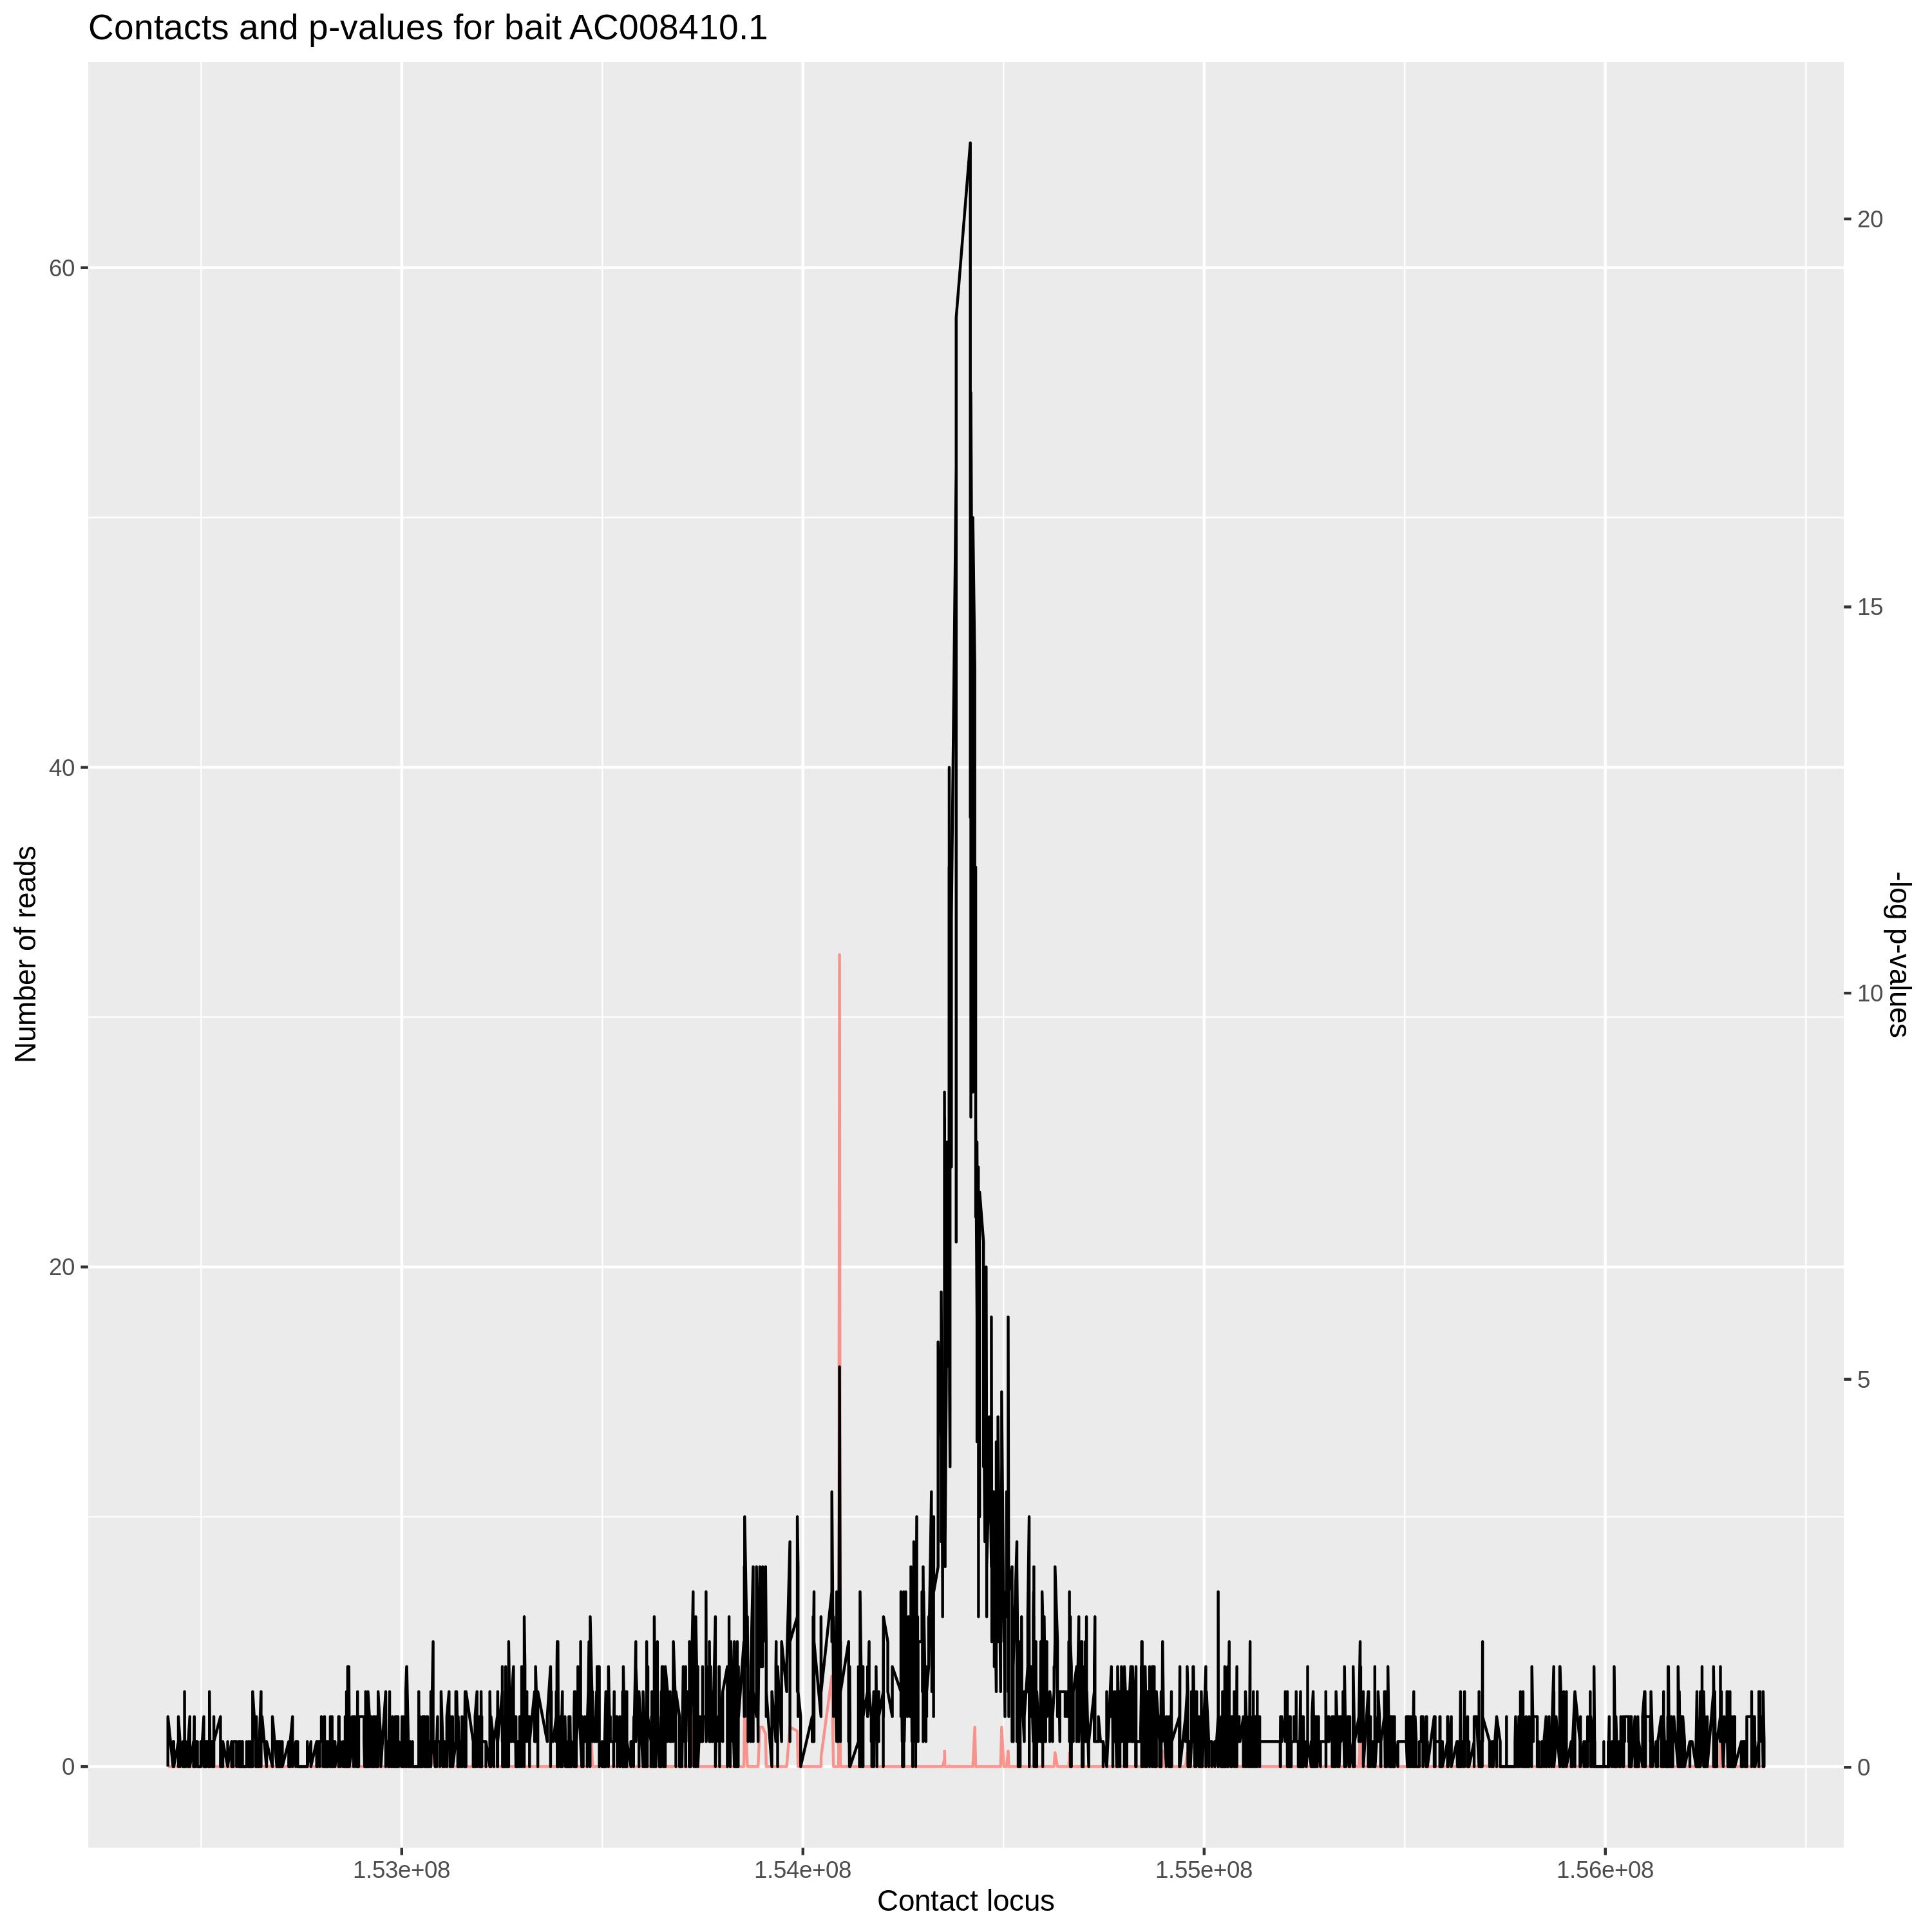 Contacts and p-values for bait AC008410.1
60
40
20
0
20
15
10
5
0
Number of reads
-log p-values
1.53e+08
1.54e+08
1.55e+08
1.56e+08
Contact locus